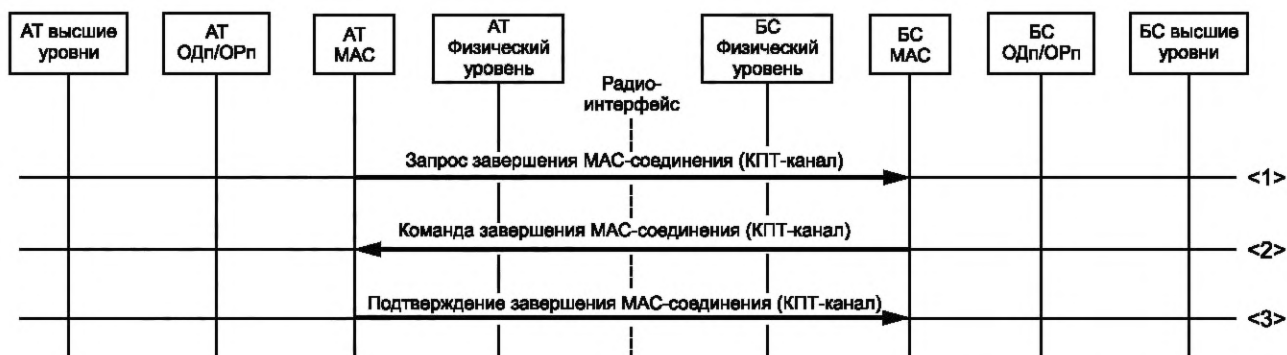 АТ высшие
уровни
АТ
ОДп/ОРп
АТ
МАС
АТ
Физический
уровень
БС
Физический
уровень
БС
МАС
БС
ОДп/ОРп
БС высшие
уровни
Радио-
интерфейс
Запрос завершения МАС-соединения (КПТ-канал)
<1>
Команда завершения МАС-соединения (КПТ-канал)
<2>
Подтверждение завершения МАС-соединения (КПТ-канал)
<3>